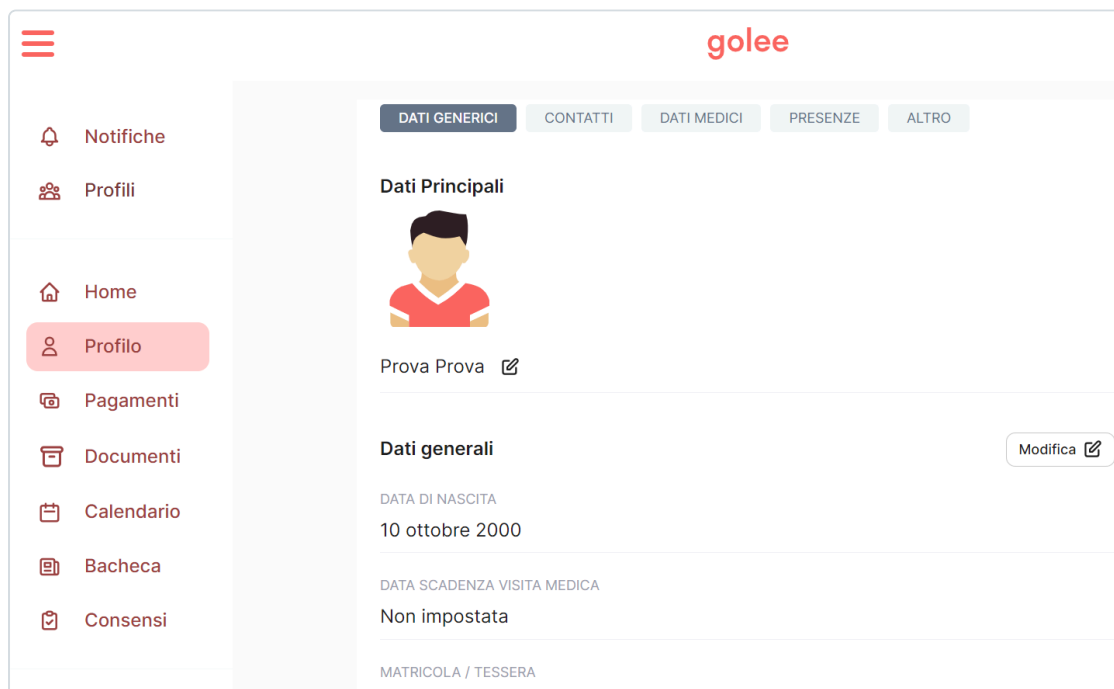 golee
Notifiche
Profili
Home
Profilo
Pagamenti
Documenti
Calendario
Bacheca
Consensi
DATI GENERICI
CONTATTI
DATI MEDICI
PRESENZE
ALTRO
Dati Principali
Prova Prova
Dati generali
Modifica
DATA DI NASCITA
10 ottobre 2000
DATA SCADENZA VISITA MEDICA
Non impostata
MATRICOLA / TESSERA